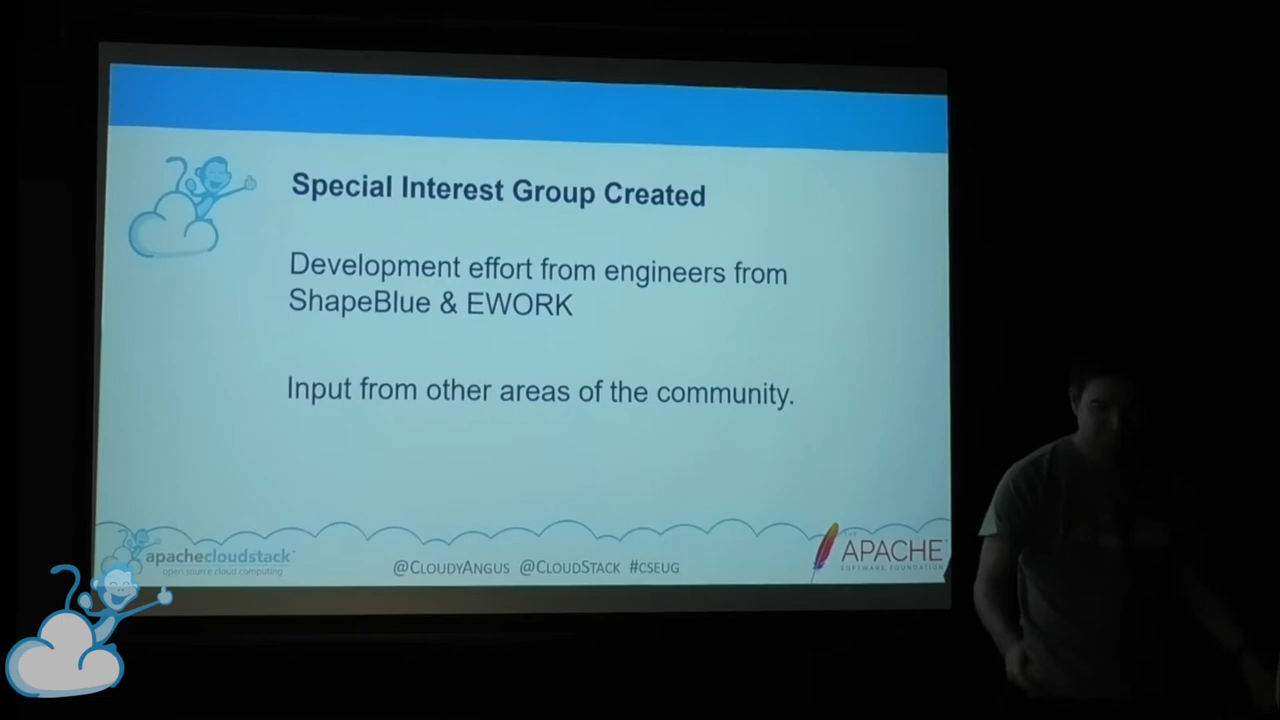 Special Interest Group Created
Development effort from engineers from
ShapeBlue & EWORK
Input from other areas of the community.
apachecloudstack
open source cloud computing
@CLOUDYANGUS @CLOUDSTACK #CSEUG
THE
APACHE
SOFTWARE FOUNDATION